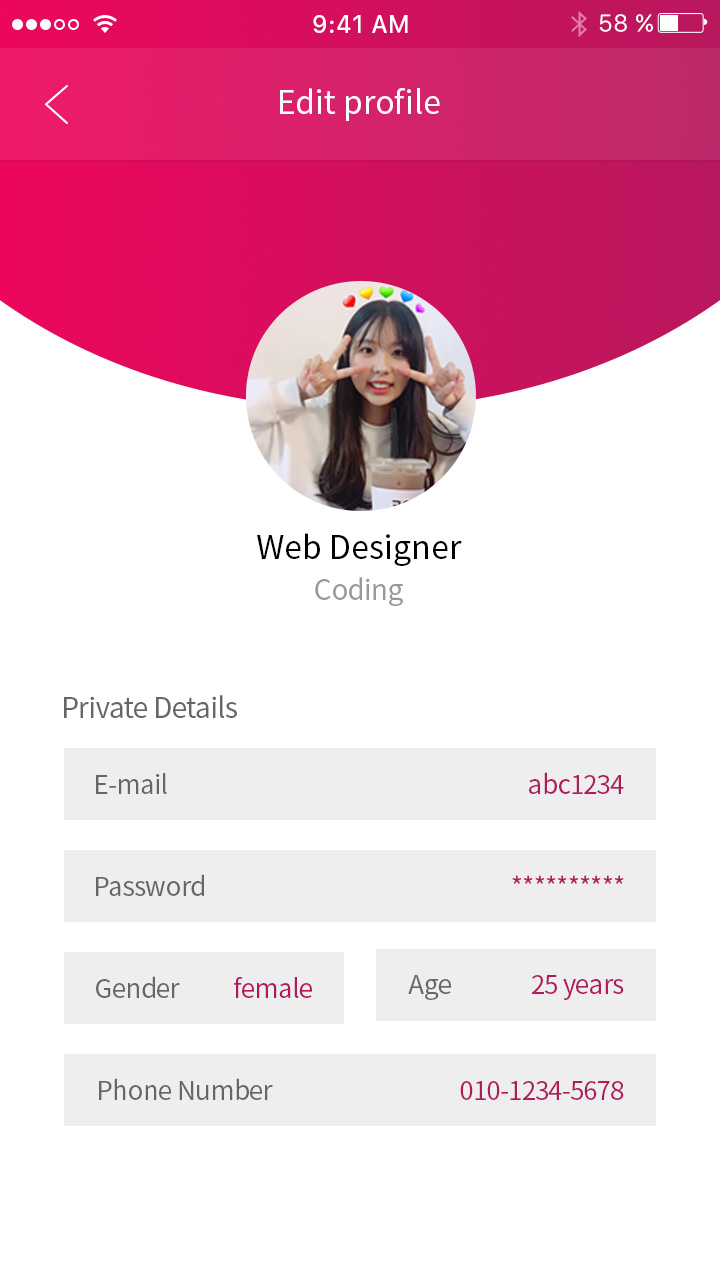 9:41 AM 58 %
Edit profile
Web Designer
Coding
Private Details
E-mail abc1234
Password **********
Gender female Age 25 years
Phone Number 010-1234-5678